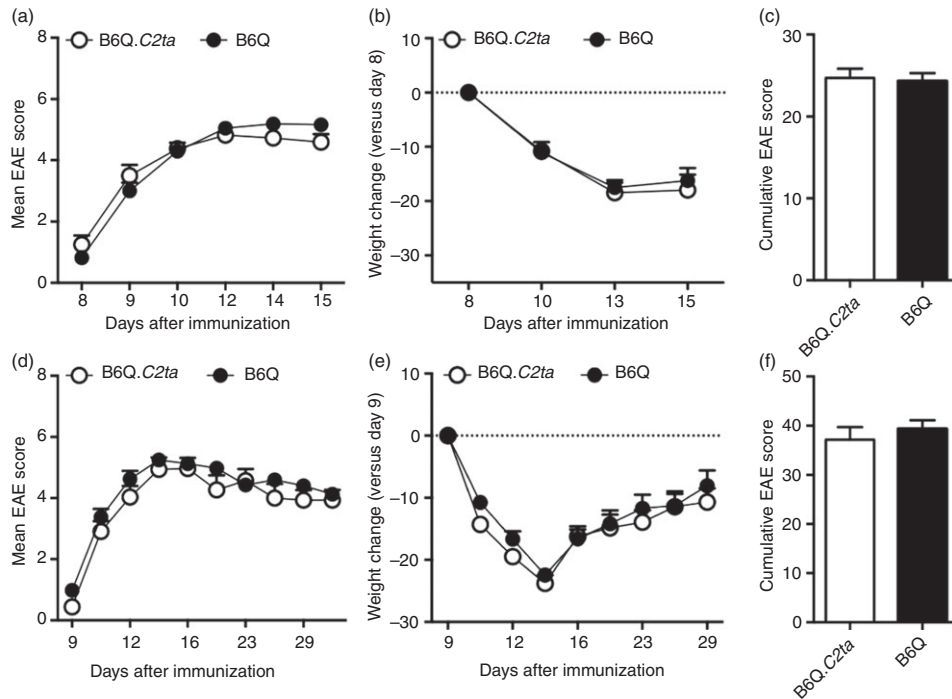 (a)
B6Q.C2ta B6Q
Mean EAE score
8
6
4
2
0
8 9 10 12 14 15
Days after immunization
(b)
B6Q.C2ta B6Q
Weight change (versus day 8)
10
0
−10
−20
−30
8 10 13 15
Days after immunization
(c)
Cumulative EAE score
30
20
10
0
B6Q.C2ta
B6Q
(d)
B6Q.C2ta B6Q
Mean EAE score
8
6
4
2
0
9 12 16 23 29
Days after immunization
(e)
B6Q.C2ta B6Q
Weight change (versus day 9)
10
0
−10
−20
−30
9 12 16 23 29
Days after immunization
(f)
Cumulative EAE score
50
40
30
20
10
0
B6Q.C2ta
B6Q